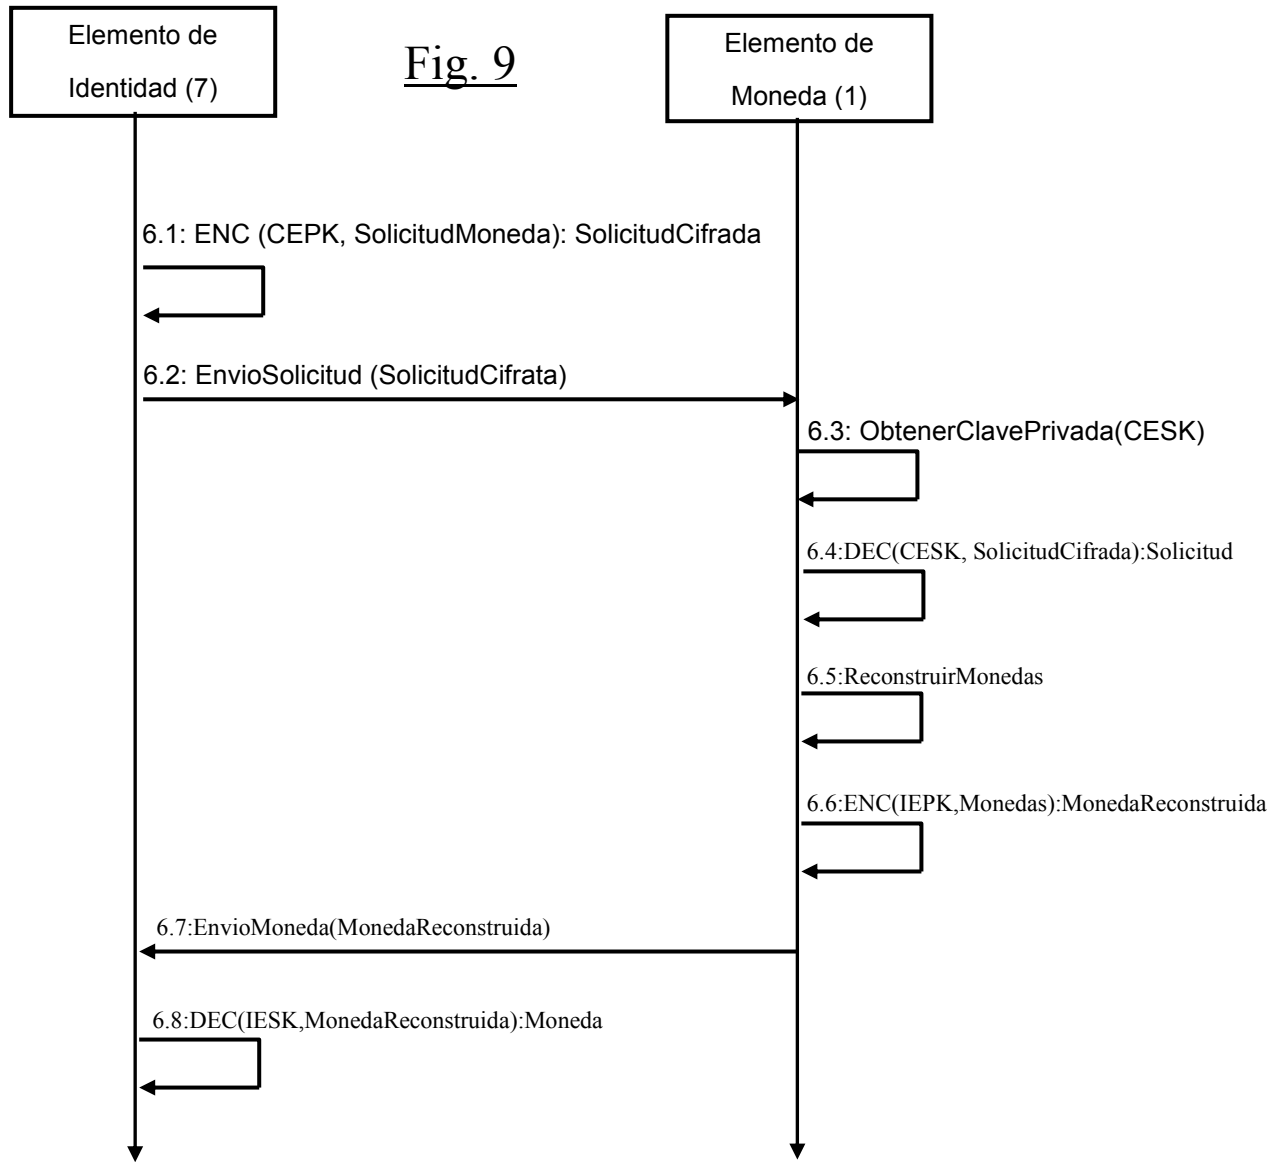 Elemento de
Identidad (7)
Fig. 9
Elemento de
Moneda (1)
6.1: ENC (CEPK, SolicitudMoneda): SolicitudCifrada
6.2: EnvioSolicitud (SolicitudCifrata)
6.3: ObtenerClavePrivada(CESK)
6.4:DEC(CESK, SolicitudCifrada):Solicitud
6.5:ReconstruirMonedas
6.6:ENC(IEPK,Monedas):MonedaReconstruida
6.7:EnvioMoneda(MonedaReconstruida)
6.8:DEC(IESK,MonedaReconstruida):Moneda